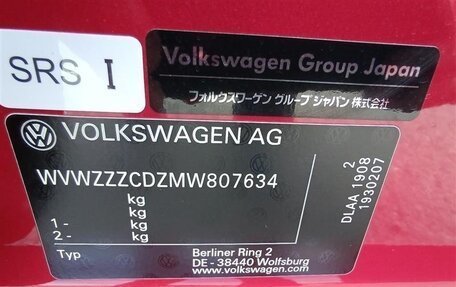 SRS I
Volkswagen Group Japan
フォルクスワーゲン グループ ジャパン 株式会社
VOLKSWAGEN AG
WVWZZZCDZMW807634
kg
kg
1 - kg
2 - kg
Typ
Berliner Ring 2
DE - 38440 Wolfsburg
www.volkswagen.com
2
DLAA 1908
1930207